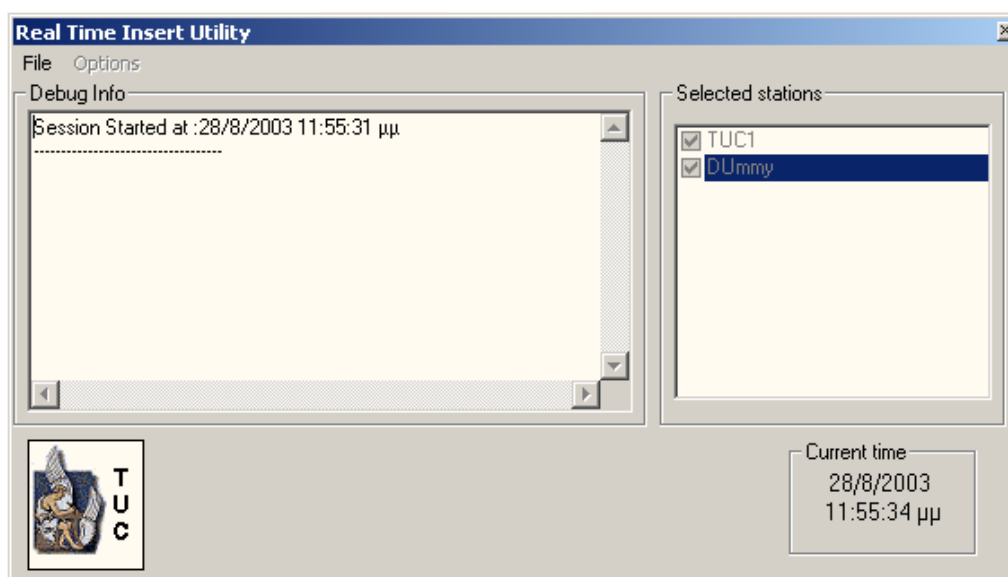 Real Time Insert Utility
File Options
Debug Info
Session Started at :28/8/2003 11:55:31 μμ
-----------------------------------
Selected stations
TUC1
DUmmy
T
U
C
Current time
28/8/2003
11:55:34 μμ